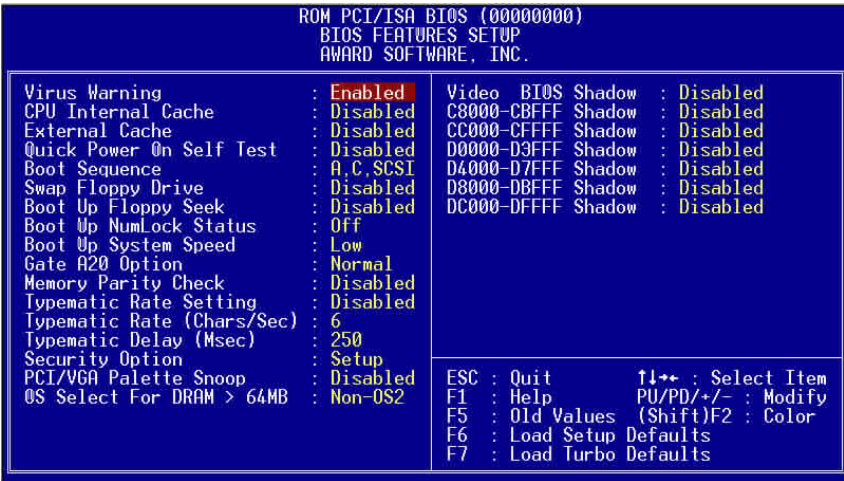 ROM PCI/ISA BIOS (00000000)
BIOS FEATURES SETUP
AWARD SOFTWARE, INC.
Virus Warning : Enabled
CPU Internal Cache : Disabled
External Cache : Disabled
Quick Power On Self Test : Disabled
Boot Sequence : A,C,SCSI
Swap Floppy Drive : Disabled
Boot Up Floppy Seek : Disabled
Boot Up NumLock Status : Off
Boot Up System Speed : Low
Gate A20 Option : Normal
Memory Parity Check : Disabled
Typematic Rate Setting : Disabled
Typematic Rate (Chars/Sec) : 6
Typematic Delay (Msec) : 250
Security Option : Setup
PCI/VGA Palette Snoop : Disabled
OS Select For DRAM > 64MB : Non-OS2
Video BIOS Shadow : Disabled
C8000-CBFFF Shadow : Disabled
CC000-CFFFF Shadow : Disabled
D0000-D3FFF Shadow : Disabled
D4000-D7FFF Shadow : Disabled
D8000-DBFFF Shadow : Disabled
DC000-DFFFF Shadow : Disabled
ESC : Quit ↑↓→← : Select Item
F1 : Help PU/PD/+/- : Modify
F5 : Old Values (Shift)F2 : Color
F6 : Load Setup Defaults
F7 : Load Turbo Defaults